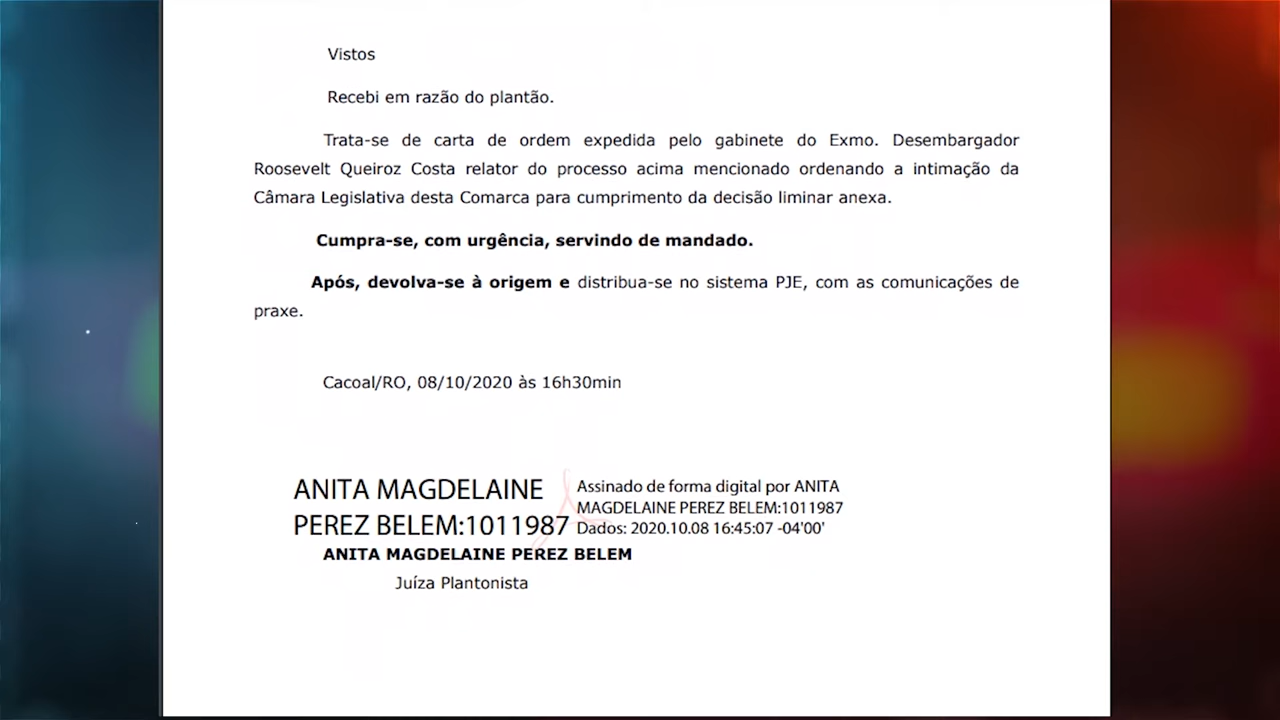 Vistos
Recebi em razão do plantão.
Trata-se de carta de ordem expedida pelo gabinete do Exmo. Desembargador
Roosevelt Queiroz Costa relator do processo acima mencionado ordenando a intimação da
Câmara Legislativa desta Comarca para cumprimento da decisão liminar anexa.
Cumpra-se, com urgência, servindo de mandado.
Após, devolva-se à origem e distribua-se no sistema PJE, com as comunicações de
praxe.
Cacoal/RO, 08/10/2020 às 16h30min
ANITA MAGDELAINE
PEREZ BELEM:1011987
Assinado de forma digital por ANITA
MAGDELAINE PEREZ BELEM:1011987
Dados: 2020.10.08 16:45:07 -04'00'
ANITA MAGDELAINE PEREZ BELEM
Juíza Plantonista